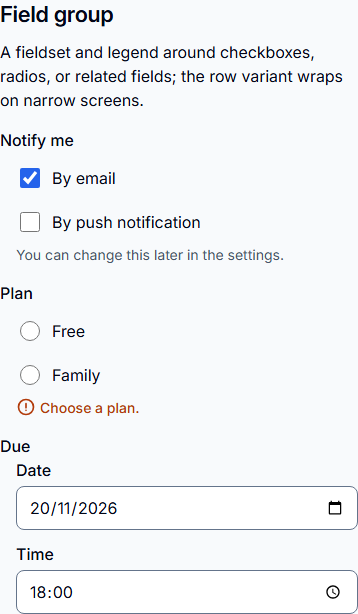 Field group
A fieldset and legend around checkboxes,
radios, or related fields; the row variant wraps
on narrow screens.
Notify me
By email
By push notification
You can change this later in the settings.
Plan
Free
Family
Choose a plan.
Due
Date
20/11/2026
Time
18:00